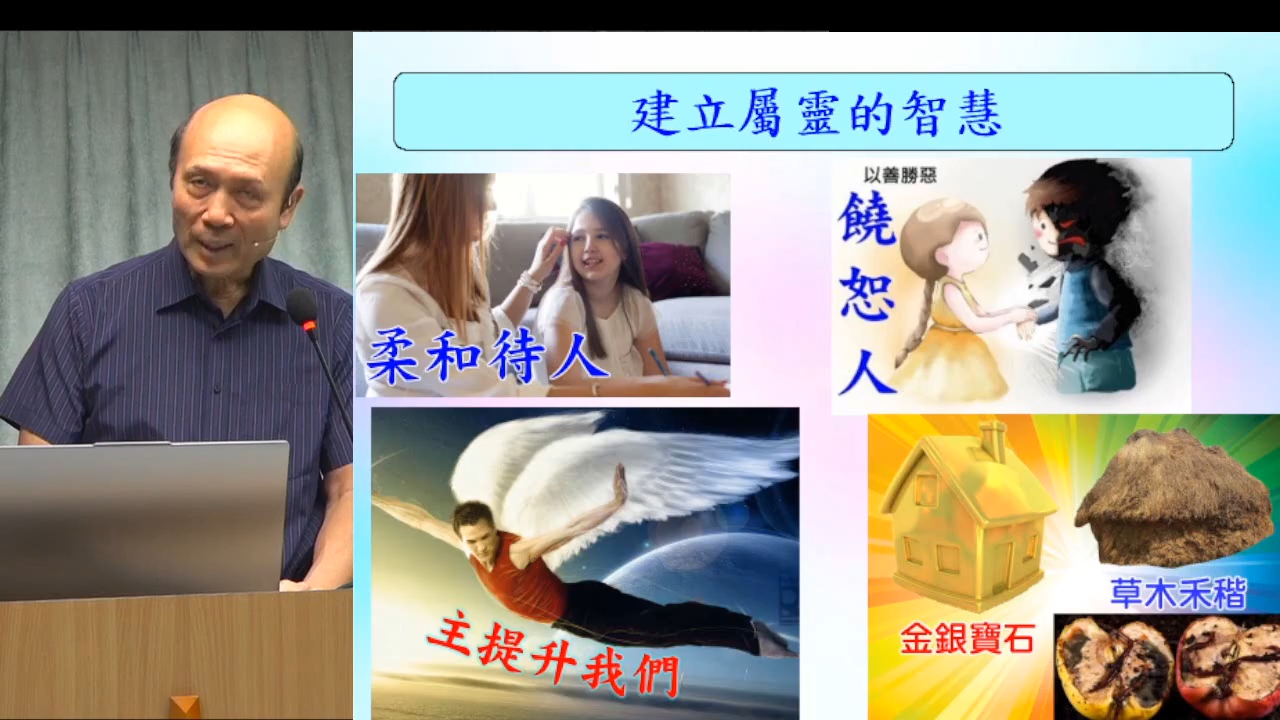 建立屬靈的智慧
柔和待人
以善勝惡
饒恕人
主提升我們
金銀寶石
草木禾稭